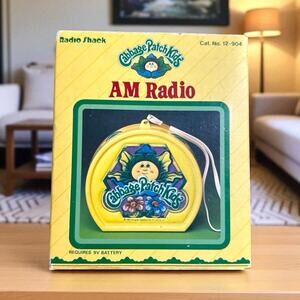 Radio Shack
Cat. No. 12-904
Cabbage Patch Kids
AM Radio
Cabbage Patch Kids
REQUIRES 9V BATTERY